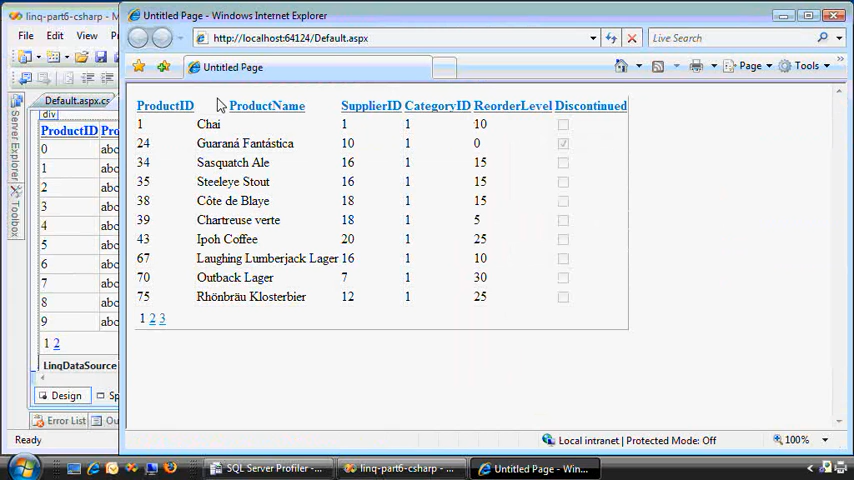 linq-part6-csharp -
Untitled Page - Windows Internet Explorer
File Edit View
http://localhost:64124/Default.aspx
Live Search
Untitled Page
Page
Tools
Default.aspx.cs
div
Server Explorer
Toolbox
ProductID
0 abc
1 abc
2 abc
3 abc
4 abc
5 abc
6 abc
7 abc
8 abc
9 abc
1 2
LinqDataSource
Design
Error List
Ready
ProductID ProductName SupplierID CategoryID ReorderLevel Discontinued
1 Chai 1 1 10
24 Guaraná Fantástica 10 1 0
34 Sasquatch Ale 16 1 15
35 Steeleye Stout 16 1 15
38 Côte de Blaye 18 1 15
39 Chartreuse verte 18 1 5
43 Ipoh Coffee 20 1 25
67 Laughing Lumberjack Lager 16 1 10
70 Outback Lager 7 1 30
75 Rhönbräu Klosterbier 12 1 25
1 2 3
Local intranet | Protected Mode: Off
100%
SQL Server Profiler - ...
linq-part6-csharp - ...
Untitled Page - Win...